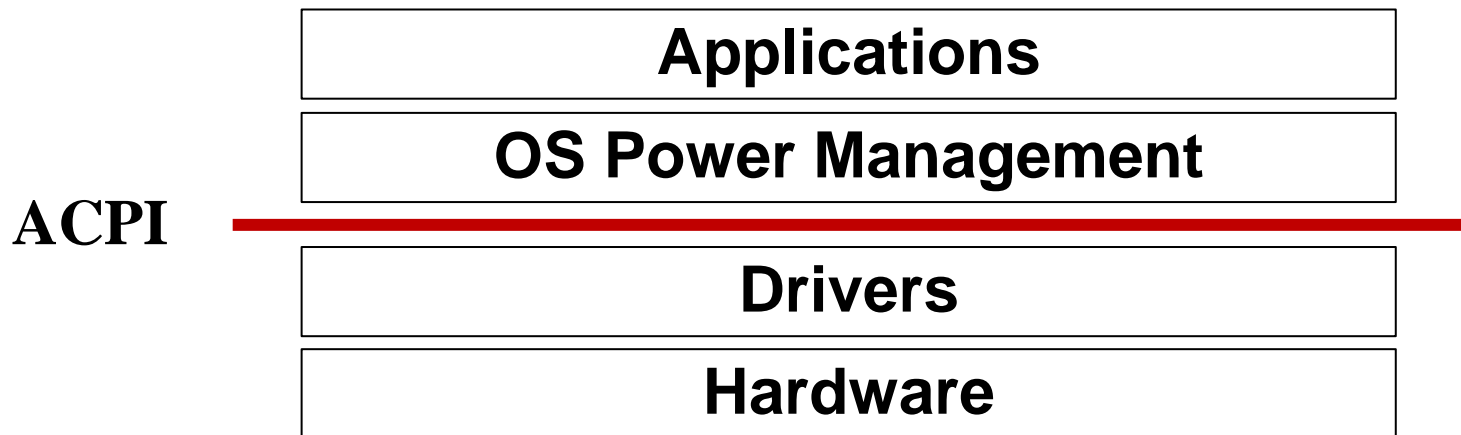 Applications
OS Power Management
ACPI
Drivers
Hardware